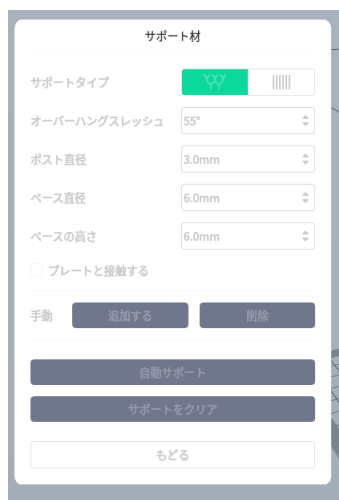 サポート材
サポートタイプ
オーバーハングスレッシュ 55°
ポスト直径 3.0mm
ベース直径 6.0mm
ベースの高さ 6.0mm
プレートと接触する
手動 追加する 削除
自動サポート
サポートをクリア
もどる